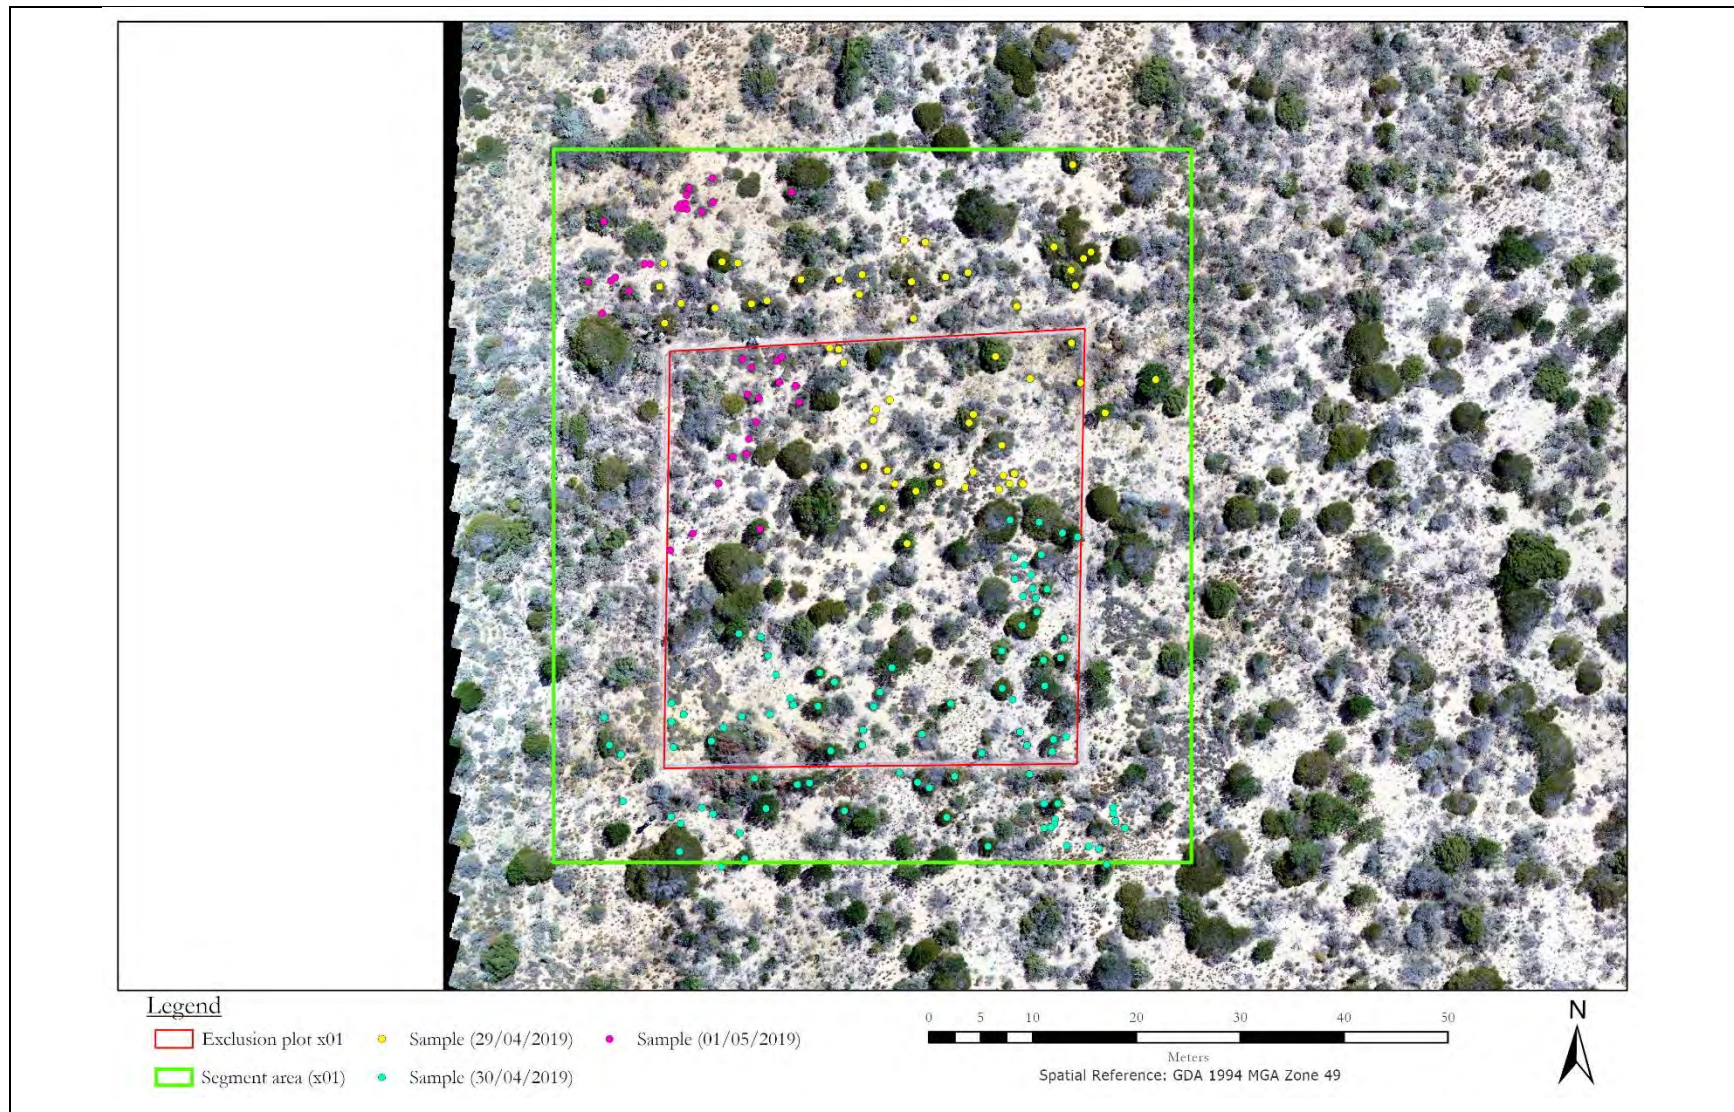 Legend
Exclusion plot x01
Sample (29/04/2019)
Sample (01/05/2019)
Segment area (x01)
Sample (30/04/2019)
0 5 10 20 30 40 50
Meters
Spatial Reference: GDA 1994 MGA Zone 49
N